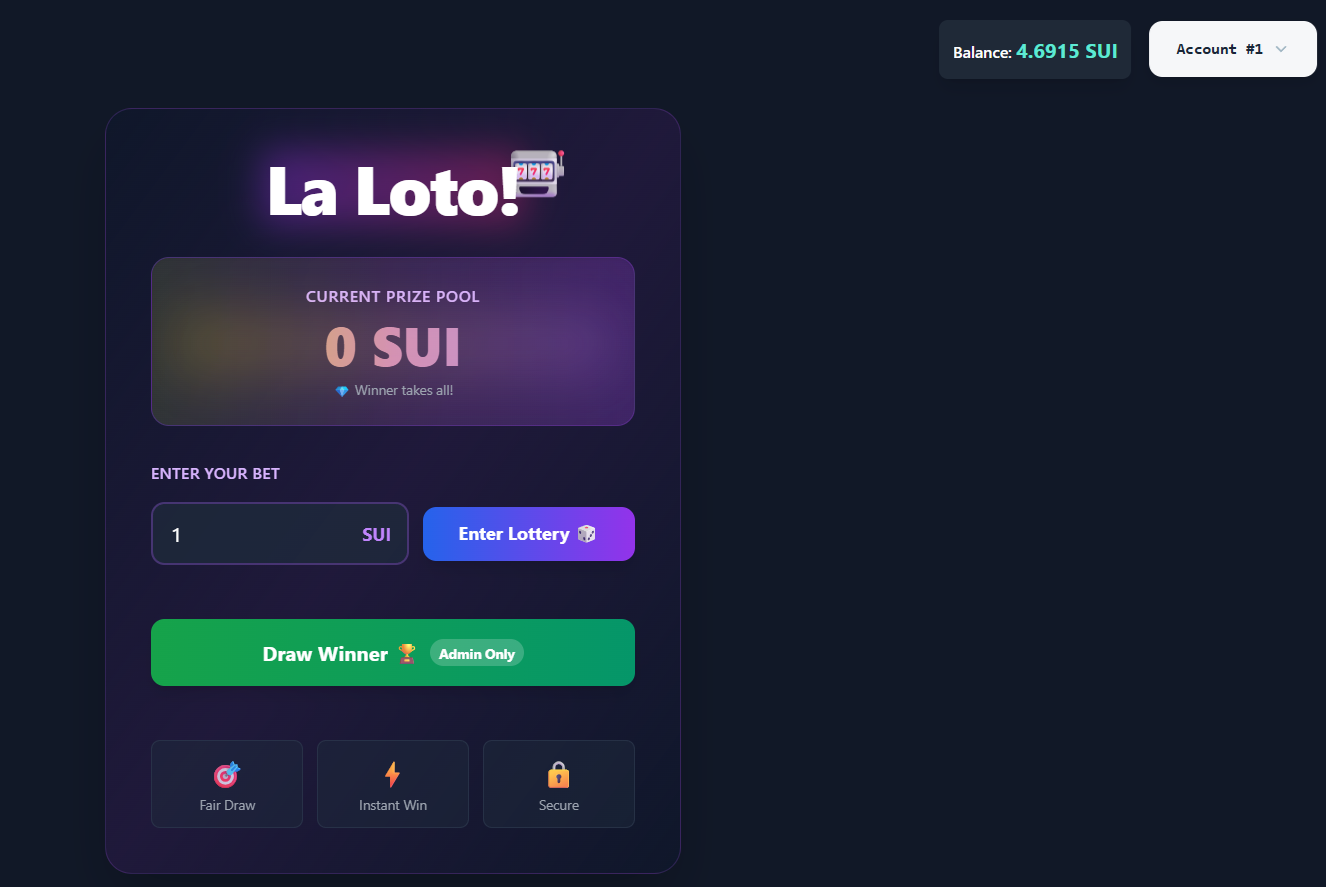 Balance: 4.6915 SUI
Account #1
La Loto!
777
CURRENT PRIZE POOL
0 SUI
Winner takes all!
ENTER YOUR BET
1 SUI
Enter Lottery
Draw Winner Admin Only
Fair Draw
Instant Win
Secure